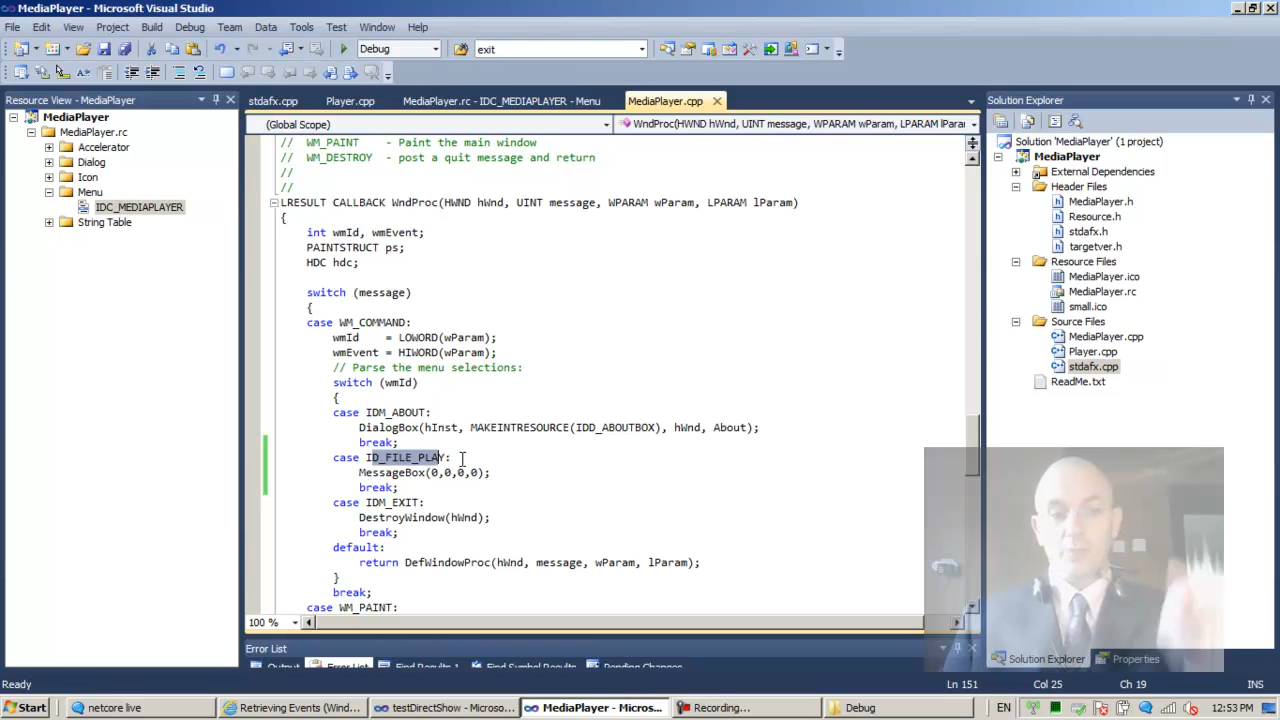 MediaPlayer - Microsoft Visual Studio
File Edit View Project Build Debug Team Data Tools Test Window Help
Debug exit
Resource View - MediaPlayer
MediaPlayer
MediaPlayer.rc
Accelerator
Dialog
Icon
Menu
IDC_MEDIAPLAYER
String Table
stdafx.cpp Player.cpp MediaPlayer.rc - IDC_MEDIAPLAYER - Menu MediaPlayer.cpp
(Global Scope) WndProc(HWND hWnd, UINT message, WPARAM wParam, LPARAM lParar
// WM_PAINT - Paint the main window
// WM_DESTROY - post a quit message and return
//
//
LRESULT CALLBACK WndProc(HWND hWnd, UINT message, WPARAM wParam, LPARAM lParam)
{
int wmId, wmEvent;
PAINTSTRUCT ps;
HDC hdc;
switch (message)
{
case WM_COMMAND:
wmId = LOWORD(wParam);
wmEvent = HIWORD(wParam);
// Parse the menu selections:
switch (wmId)
{
case IDM_ABOUT:
DialogBox(hInst, MAKEINTRESOURCE(IDD_ABOUTBOX), hWnd, About);
break;
case ID_FILE_PLAY:
MessageBox(0,0,0,0);
break;
case IDM_EXIT:
DestroyWindow(hWnd);
break;
default:
return DefWindowProc(hWnd, message, wParam, lParam);
}
break;
case WM_PAINT:
100 %
Error List
Output Error List Find Results 1 Find Symbol Results Pending Changes
Solution Explorer
Solution 'MediaPlayer' (1 project)
MediaPlayer
External Dependencies
Header Files
MediaPlayer.h
Resource.h
stdafx.h
targetver.h
Resource Files
MediaPlayer.ico
MediaPlayer.rc
small.ico
Source Files
MediaPlayer.cpp
Player.cpp
stdafx.cpp
ReadMe.txt
Solution Explorer Properties
Ready Ln 151 Col 25 Ch 19 INS
Start netcore live Retrieving Events (Windo... testDirectShow - Microso... MediaPlayer - Micros... Recording... Debug EN 12:53 PM